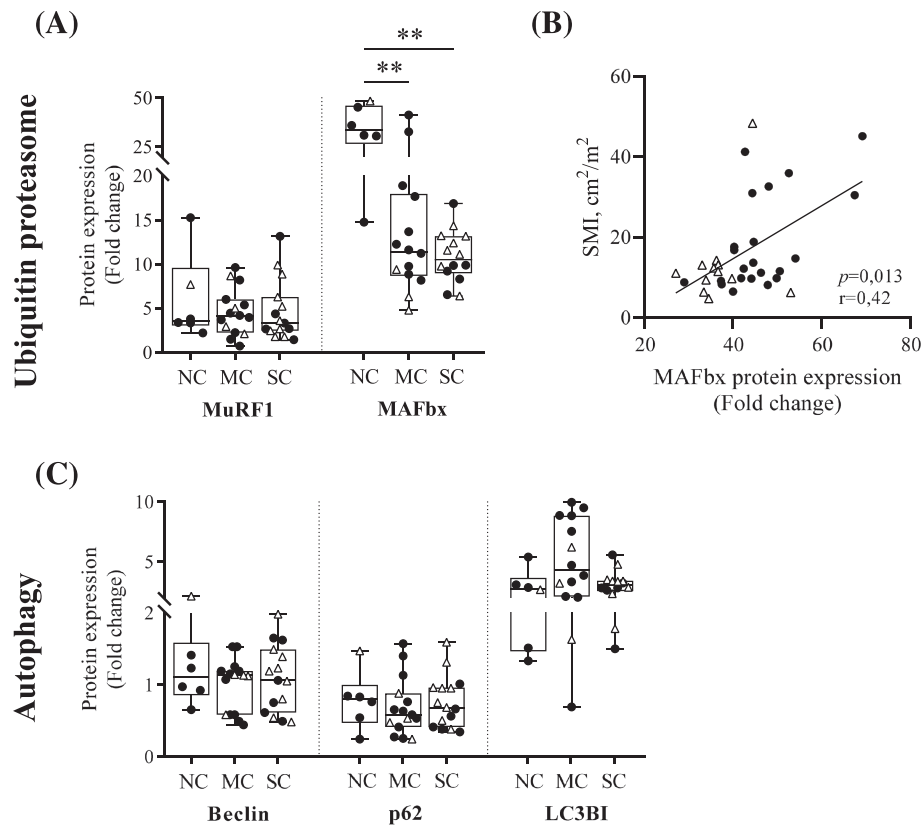 (A)
(B)
Ubiquitin proteasome
Protein expression
(Fold change)
50
25
20
15
10
5
0
**
**
NC MC SC NC MC SC
MuRF1 MAFbx
SMI, cm²/m²
60
40
20
0
p=0,013
r=0,42
20 40 60 80
MAFbx protein expression
(Fold change)
(C)
Autophagy
Protein expression
(Fold change)
10
5
2
1
0
NC MC SC NC MC SC NC MC SC
Beclin p62 LC3BI